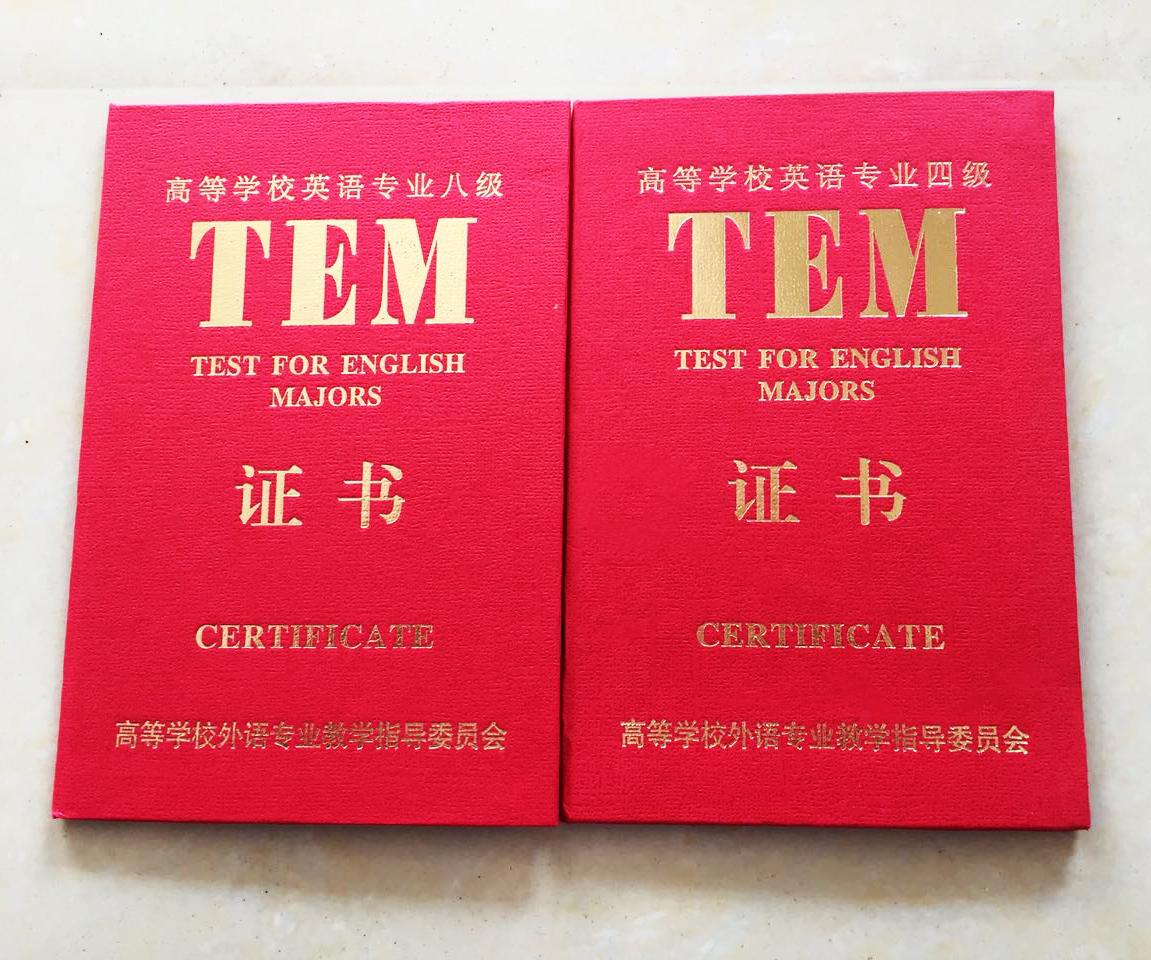 高等学校英语专业八级
TEM
TEST FOR ENGLISH
MAJORS
证书
CERTIFICATE
高等学校外语专业教学指导委员会
高等学校英语专业四级
TEM
TEST FOR ENGLISH
MAJORS
证书
CERTIFICATE
高等学校外语专业教学指导委员会